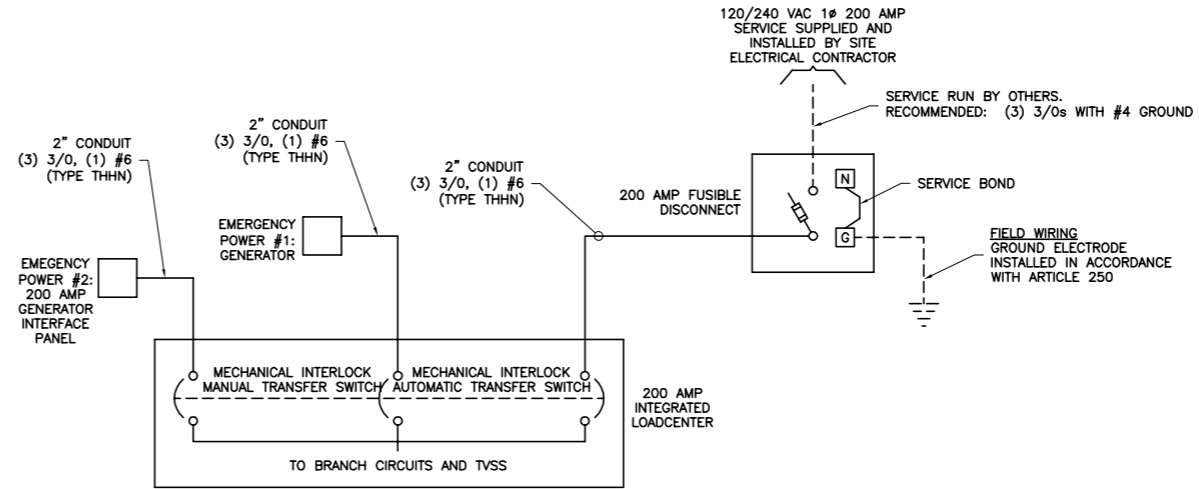 120/240 VAC 1ø 200 AMP
SERVICE SUPPLIED AND
INSTALLED BY SITE
ELECTRICAL CONTRACTOR
SERVICE RUN BY OTHERS.
RECOMMENDED: (3) 3/0s WITH #4 GROUND
2" CONDUIT
(3) 3/0, (1) #6
(TYPE THHN)
2" CONDUIT
(3) 3/0, (1) #6
(TYPE THHN)
2" CONDUIT
(3) 3/0, (1) #6
(TYPE THHN)
200 AMP FUSIBLE
DISCONNECT
N
G
SERVICE BOND
FIELD WIRING
GROUND ELECTRODE
INSTALLED IN ACCORDANCE
WITH ARTICLE 250
EMERGENCY
POWER #1:
GENERATOR
EMEGENCY
POWER #2:
200 AMP
GENERATOR
INTERFACE
PANEL
MECHANICAL INTERLOCK
MANUAL TRANSFER SWITCH
MECHANICAL INTERLOCK
AUTOMATIC TRANSFER SWITCH
200 AMP
INTEGRATED
LOADCENTER
TO BRANCH CIRCUITS AND TVSS